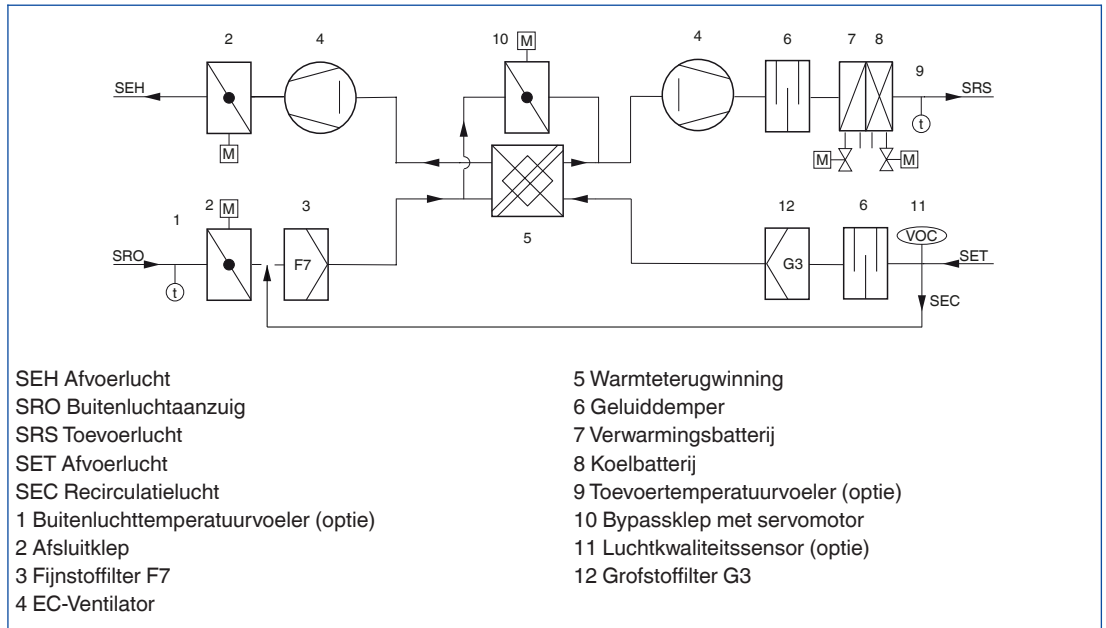 2 4 10 M 4 6 7 8 9
SEH SRS
t
M M M
5
1 2 M 3 12 6 11
VOC
SRO F7 G3 SET
t
SEC
SEH Afvoerlucht
SRO Buitenluchtaanzuig
SRS Toevoerlucht
SET Afvoerlucht
SEC Recirculatielucht
1 Buitenluchttemperatuurvoeler (optie)
2 Afsluitklep
3 Fijnstoffilter F7
4 EC-Ventilator
5 Warmteterugwinning
6 Geluiddemper
7 Verwarmingsbatterij
8 Koelbatterij
9 Toevoertemperatuurvoeler (optie)
10 Bypassklep met servomotor
11 Luchtkwaliteitssensor (optie)
12 Grofstoffilter G3